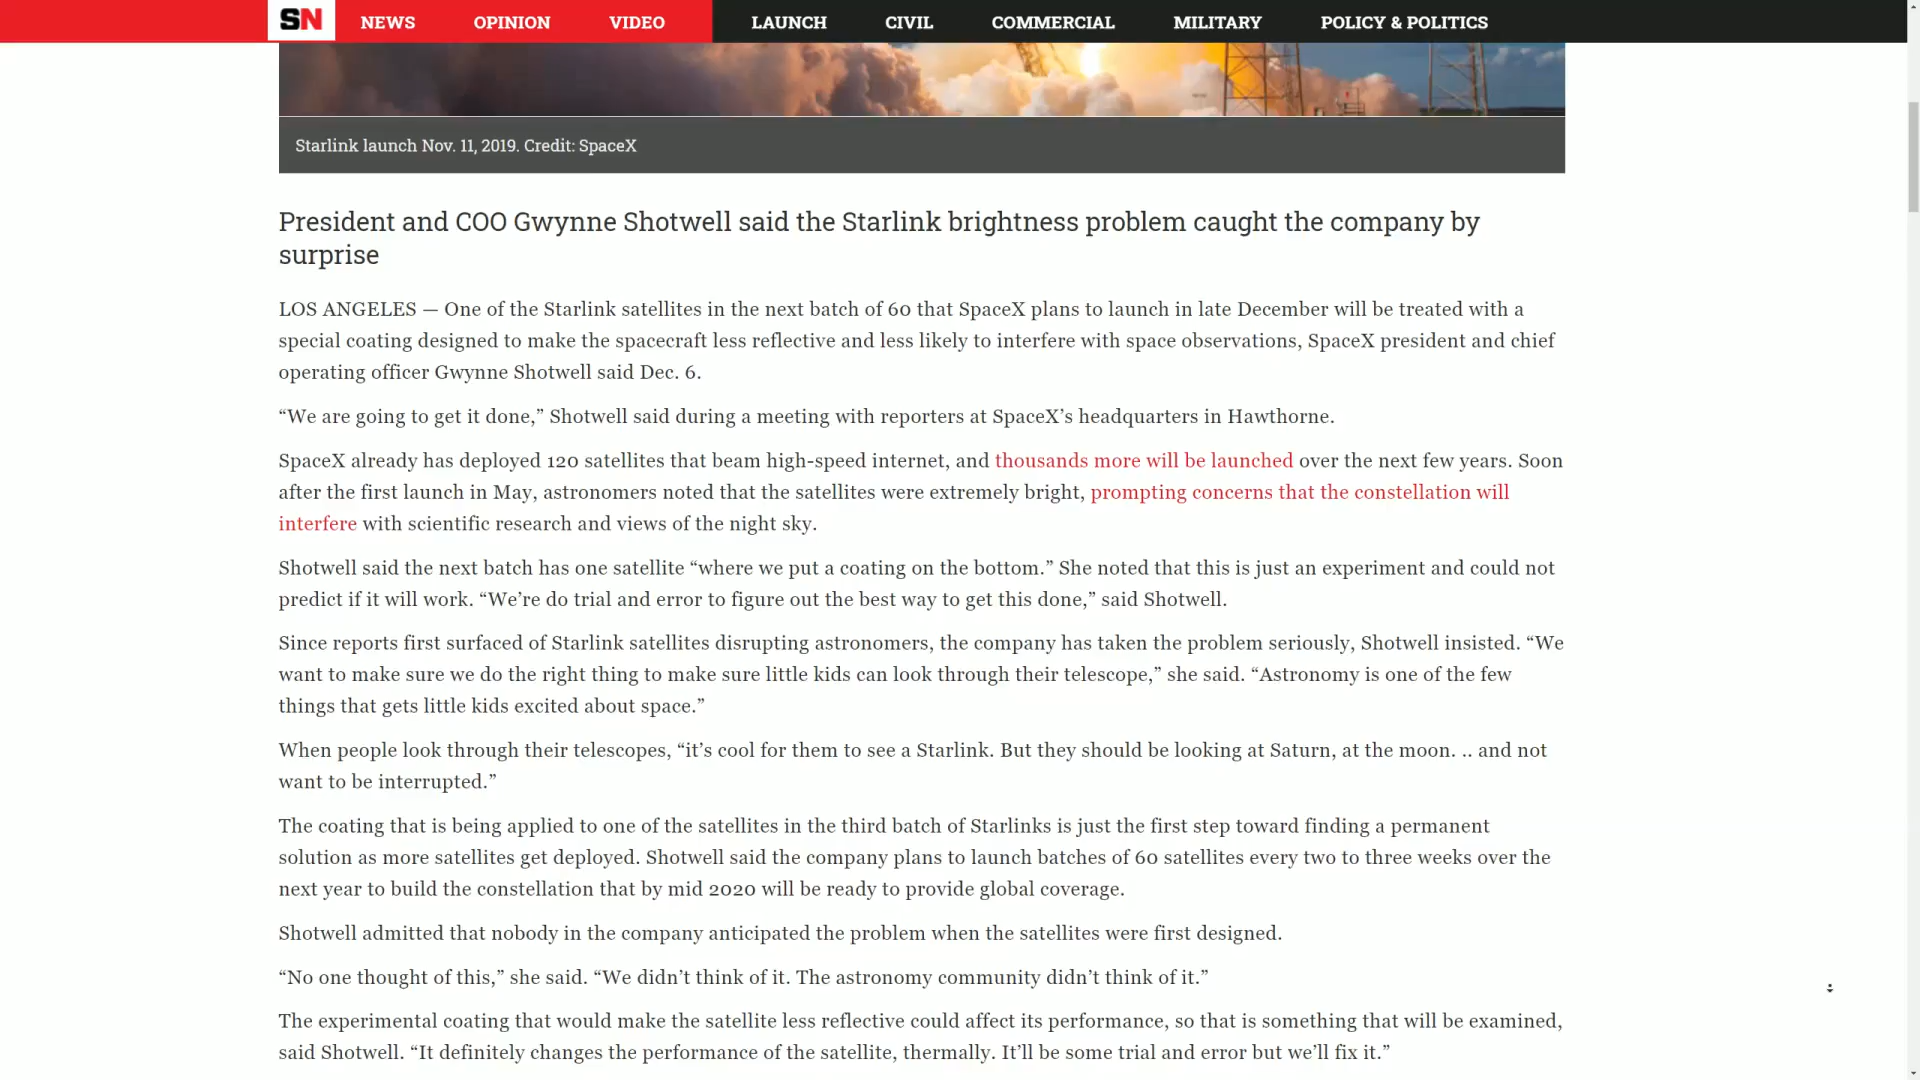 SN NEWS OPINION VIDEO LAUNCH CIVIL COMMERCIAL MILITARY POLICY & POLITICS
Starlink launch Nov. 11, 2019. Credit: SpaceX
President and COO Gwynne Shotwell said the Starlink brightness problem caught the company by
surprise
LOS ANGELES — One of the Starlink satellites in the next batch of 60 that SpaceX plans to launch in late December will be treated with a
special coating designed to make the spacecraft less reflective and less likely to interfere with space observations, SpaceX president and chief
operating officer Gwynne Shotwell said Dec. 6.
“We are going to get it done,” Shotwell said during a meeting with reporters at SpaceX’s headquarters in Hawthorne.
SpaceX already has deployed 120 satellites that beam high-speed internet, and thousands more will be launched over the next few years. Soon
after the first launch in May, astronomers noted that the satellites were extremely bright, prompting concerns that the constellation will
interfere with scientific research and views of the night sky.
Shotwell said the next batch has one satellite “where we put a coating on the bottom.” She noted that this is just an experiment and could not
predict if it will work. “We’re do trial and error to figure out the best way to get this done,” said Shotwell.
Since reports first surfaced of Starlink satellites disrupting astronomers, the company has taken the problem seriously, Shotwell insisted. “We
want to make sure we do the right thing to make sure little kids can look through their telescope,” she said. “Astronomy is one of the few
things that gets little kids excited about space.”
When people look through their telescopes, “it’s cool for them to see a Starlink. But they should be looking at Saturn, at the moon. .. and not
want to be interrupted.”
The coating that is being applied to one of the satellites in the third batch of Starlinks is just the first step toward finding a permanent
solution as more satellites get deployed. Shotwell said the company plans to launch batches of 60 satellites every two to three weeks over the
next year to build the constellation that by mid 2020 will be ready to provide global coverage.
Shotwell admitted that nobody in the company anticipated the problem when the satellites were first designed.
“No one thought of this,” she said. “We didn’t think of it. The astronomy community didn’t think of it.”
The experimental coating that would make the satellite less reflective could affect its performance, so that is something that will be examined,
said Shotwell. “It definitely changes the performance of the satellite, thermally. It’ll be some trial and error but we’ll fix it.”